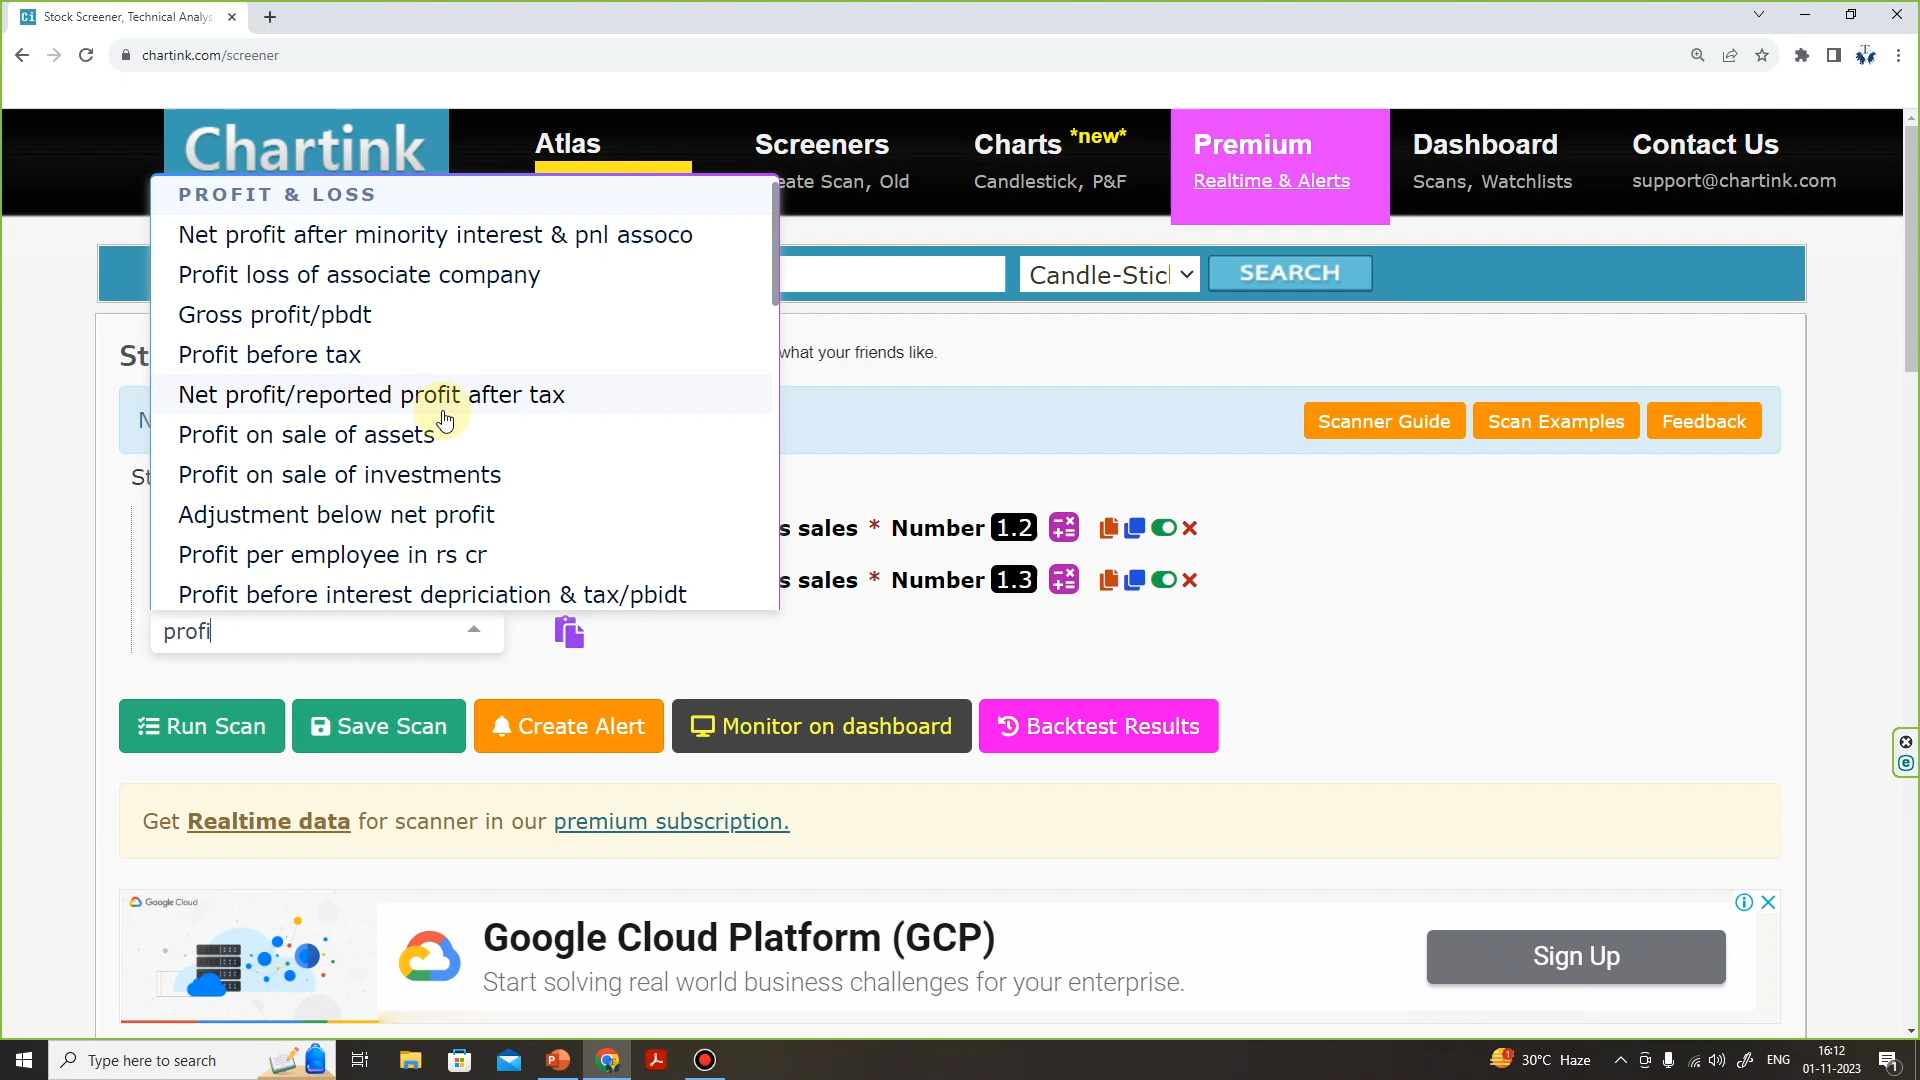 Stock Screener, Technical Analys
chartink.com/screener
Chartink
Atlas
Screeners
eate Scan, Old
Charts *new*
Candlestick, P&F
Premium
Realtime & Alerts
Dashboard
Scans, Watchlists
Contact Us
support@chartink.com
PROFIT & LOSS
Net profit after minority interest & pnl assoco
Profit loss of associate company
Gross profit/pbdt
Profit before tax
Net profit/reported profit after tax
Profit on sale of assets
Profit on sale of investments
Adjustment below net profit
Profit per employee in rs cr
Profit before interest depriciation & tax/pbidt
profi
Candle-Stic
SEARCH
St
what your friends like.
N
Scanner Guide
Scan Examples
Feedback
St
s sales * Number 1.2
s sales * Number 1.3
Run Scan
Save Scan
Create Alert
Monitor on dashboard
Backtest Results
Get Realtime data for scanner in our premium subscription.
Google Cloud
Google Cloud Platform (GCP)
Start solving real world business challenges for your enterprise.
Sign Up
Type here to search
30°C Haze
ENG
16:12
01-11-2023